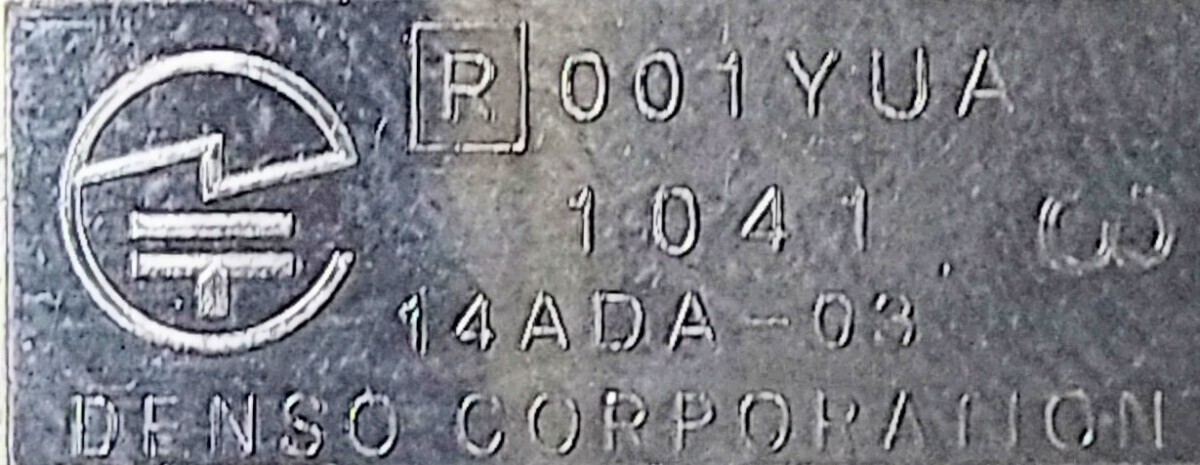 R 001YUA
1041
14ADA-03
DENSO CORPORATION